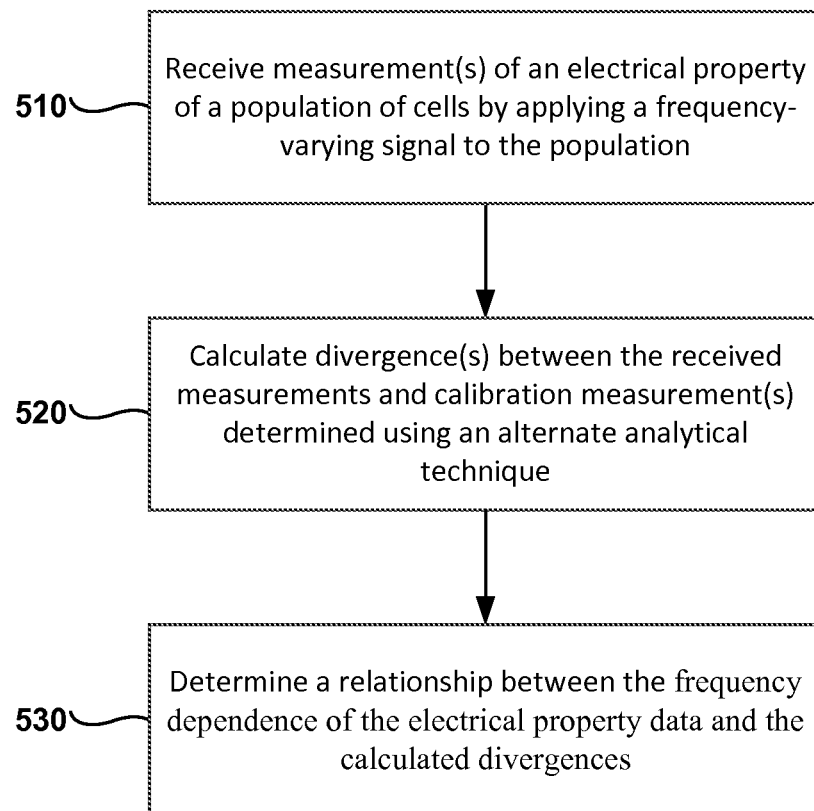 Receive measurement(s) of an electrical property
of a population of cells by applying a frequency-
varying signal to the population
510
Calculate divergence(s) between the received
measurements and calibration measurement(s)
determined using an alternate analytical
technique
520
Determine a relationship between the frequency
dependence of the electrical property data and the
calculated divergences
530